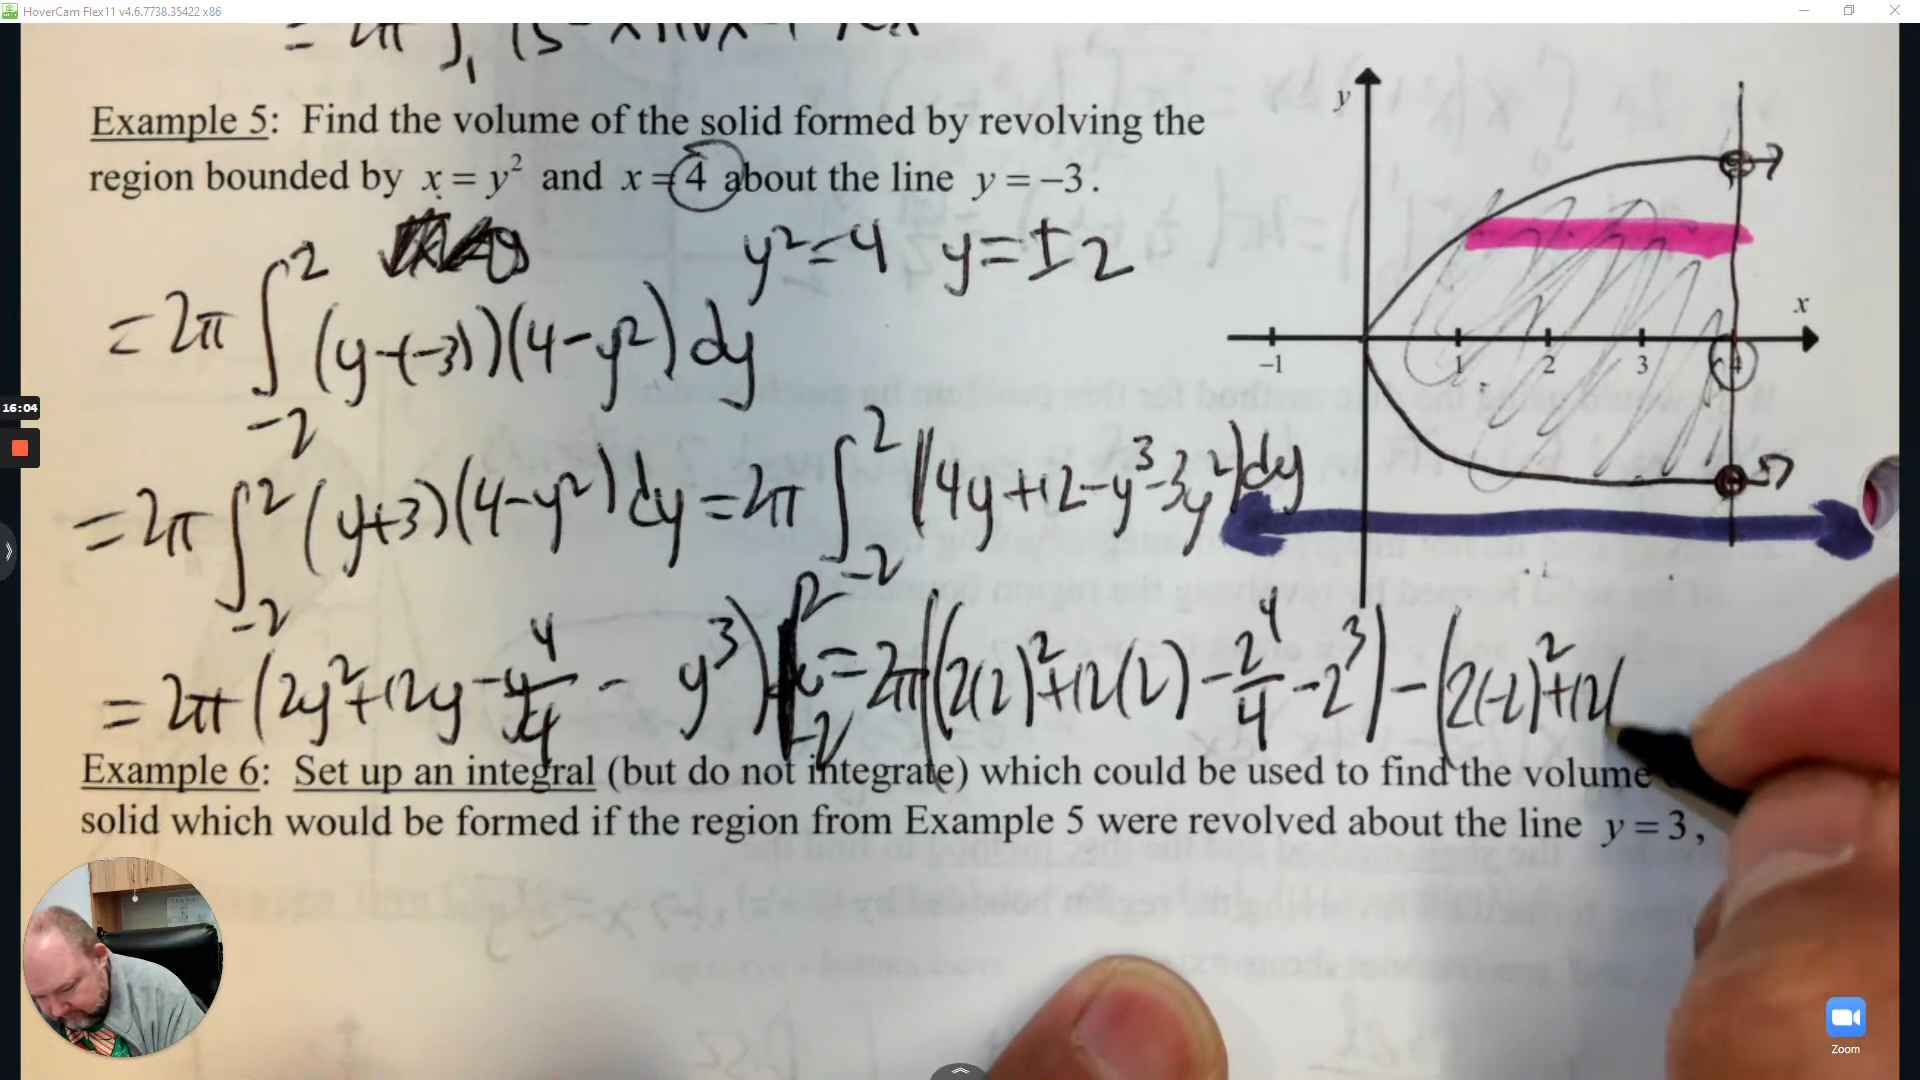 HoverCam Flex11 v4.6.7738.35422 x86
Example 5: Find the volume of the solid formed by revolving the
region bounded by x = y² and x = 4 about the line y = −3.
y² = 4 y = ±2
= 2π ∫₋₂² (y-(-3))(4-y²) dy
= 2π ∫₋₂² (y+3)(4-y²) dy = 2π ∫₋₂² (4y+12-y³-3y²) dy
= 2π (2y²+12y-y⁴/4 - y³) |₋₂² = 2π((2(2)²+12(2)-2⁴/4-2³)-(2(-2)²+12(
Example 6: Set up an integral (but do not integrate) which could be used to find the volume
solid which would be formed if the region from Example 5 were revolved about the line y = 3,
y
x
−1 1 2 3 4
16:04
Zoom